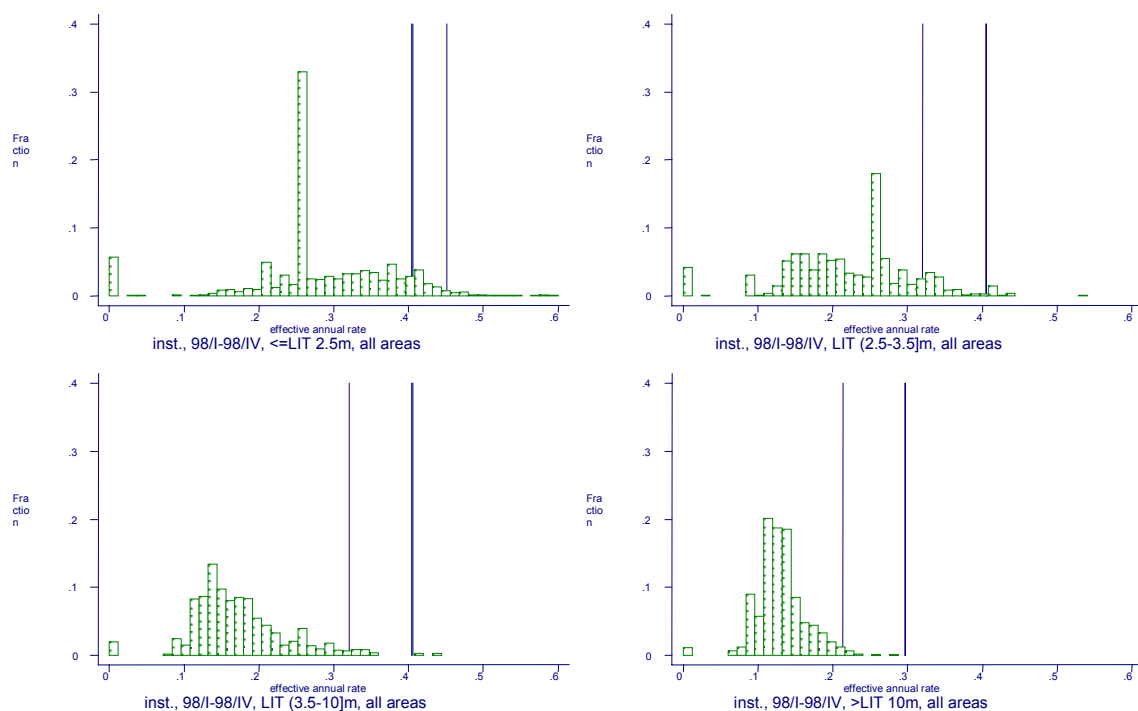 .4
.3
.2
.1
0
Fra
ctio
n
0 .1 .2 .3 .4 .5 .6
effective annual rate
inst., 98/I-98/IV, <=LIT 2.5m, all areas
.4
.3
.2
.1
0
Fra
ctio
n
0 .1 .2 .3 .4 .5 .6
effective annual rate
inst., 98/I-98/IV, LIT (2.5-3.5]m, all areas
.4
.3
.2
.1
0
Fra
ctio
n
0 .1 .2 .3 .4 .5 .6
effective annual rate
inst., 98/I-98/IV, LIT (3.5-10]m, all areas
.4
.3
.2
.1
0
Fra
ctio
n
0 .1 .2 .3 .4 .5 .6
effective annual rate
inst., 98/I-98/IV, >LIT 10m, all areas